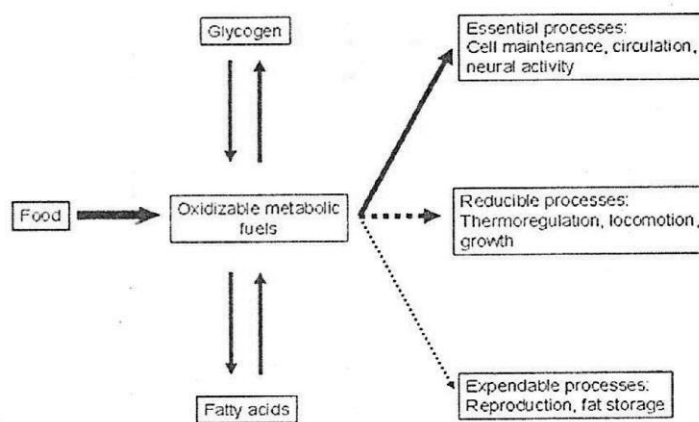 Glycogen
Essential processes:
Cell maintenance, circulation,
neural activity
Food
Oxidizable metabolic
fuels
Reducible processes:
Thermoregulation, locomotion,
growth
Fatty acids
Expendable processes:
Reproduction, fat storage